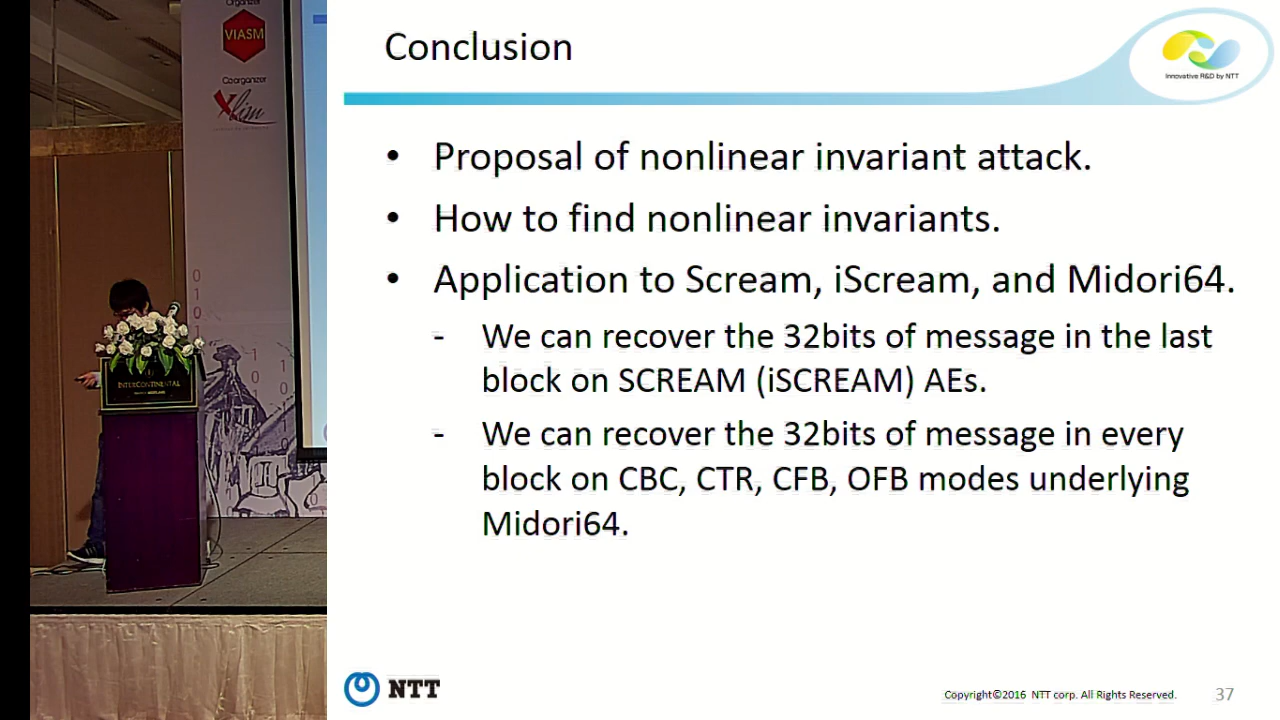 Organizer
VIASM
Coorganizer
Xlim
INTERCONTINENTAL
Conclusion
Innovative R&D by NTT
• Proposal of nonlinear invariant attack.
• How to find nonlinear invariants.
• Application to Scream, iScream, and Midori64.
- We can recover the 32bits of message in the last
block on SCREAM (iSCREAM) AEs.
- We can recover the 32bits of message in every
block on CBC, CTR, CFB, OFB modes underlying
Midori64.
NTT
Copyright©2016 NTT corp. All Rights Reserved.
37